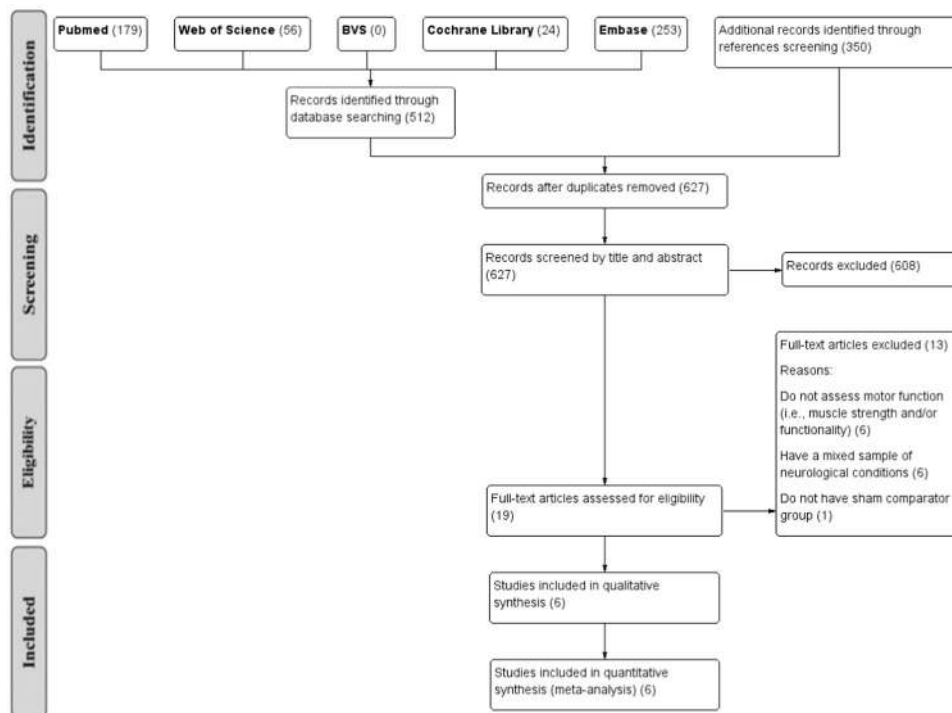 Pubmed (179)
Web of Science (56)
BVS (0)
Cochrane Library (24)
Embase (253)
Additional records identified through
references screening (350)
Identification
Records identified through
database searching (512)
Records after duplicates removed (627)
Screening
Records screened by title and abstract
(627)
Records excluded (608)
Full-text articles excluded (13)
Reasons:
Do not assess motor function
(i.e., muscle strength and/or
functionality) (6)
Have a mixed sample of
neurological conditions (6)
Do not have sham comparator
group (1)
Eligibility
Full-text articles assessed for eligibility
(19)
Included
Studies included in qualitative
synthesis (6)
Studies included in quantitative
synthesis (meta-analysis) (6)